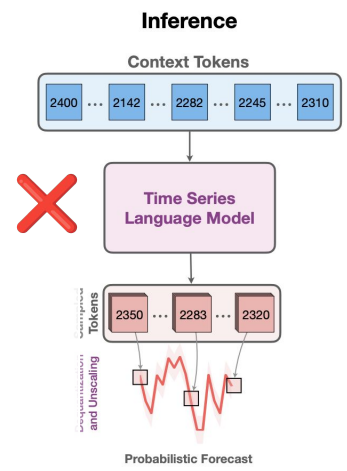 Inference
Context Tokens
2400 ... 2142 ... 2282 ... 2245 ... 2310
Time Series
Language Model
Tokens
2350 ... 2283 ... 2320
and Unscaling
Probabilistic Forecast